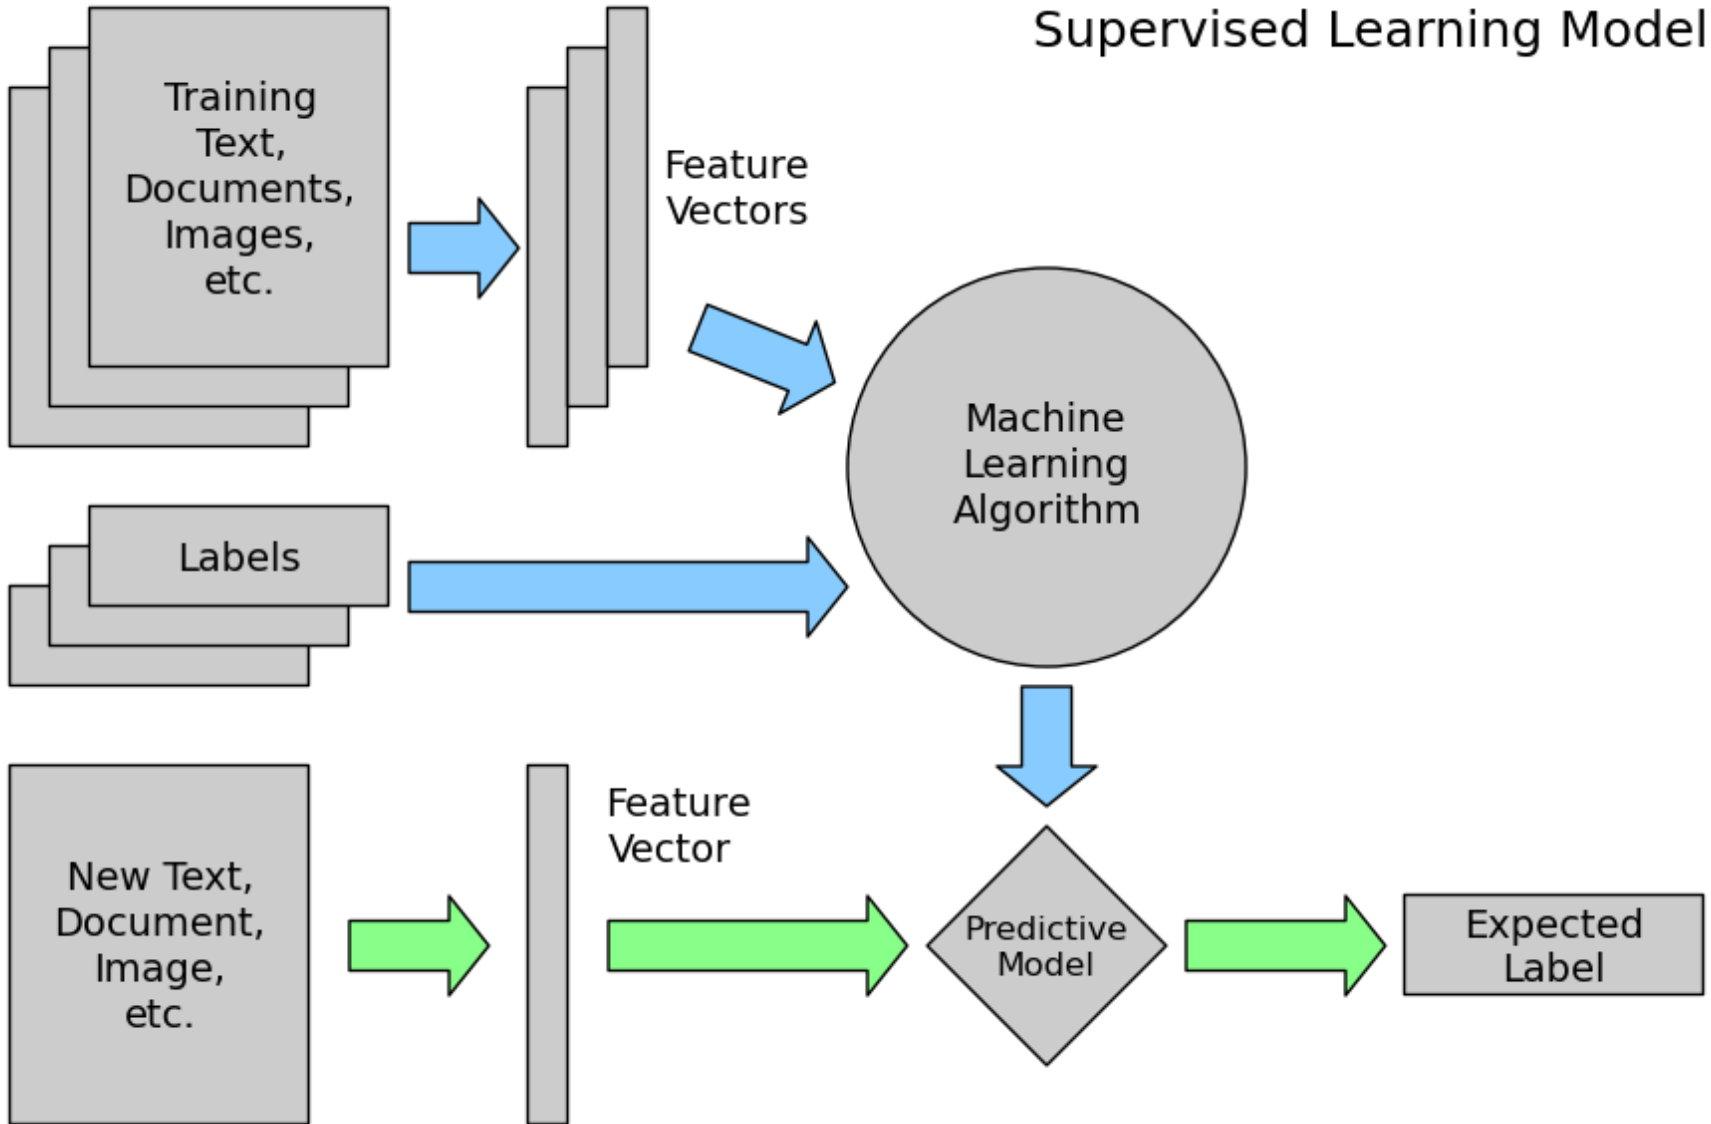 Supervised Learning Model
Training
Text,
Documents,
Images,
etc.
Feature
Vectors
Machine
Learning
Algorithm
Labels
New Text,
Document,
Image,
etc.
Feature
Vector
Predictive
Model
Expected
Label